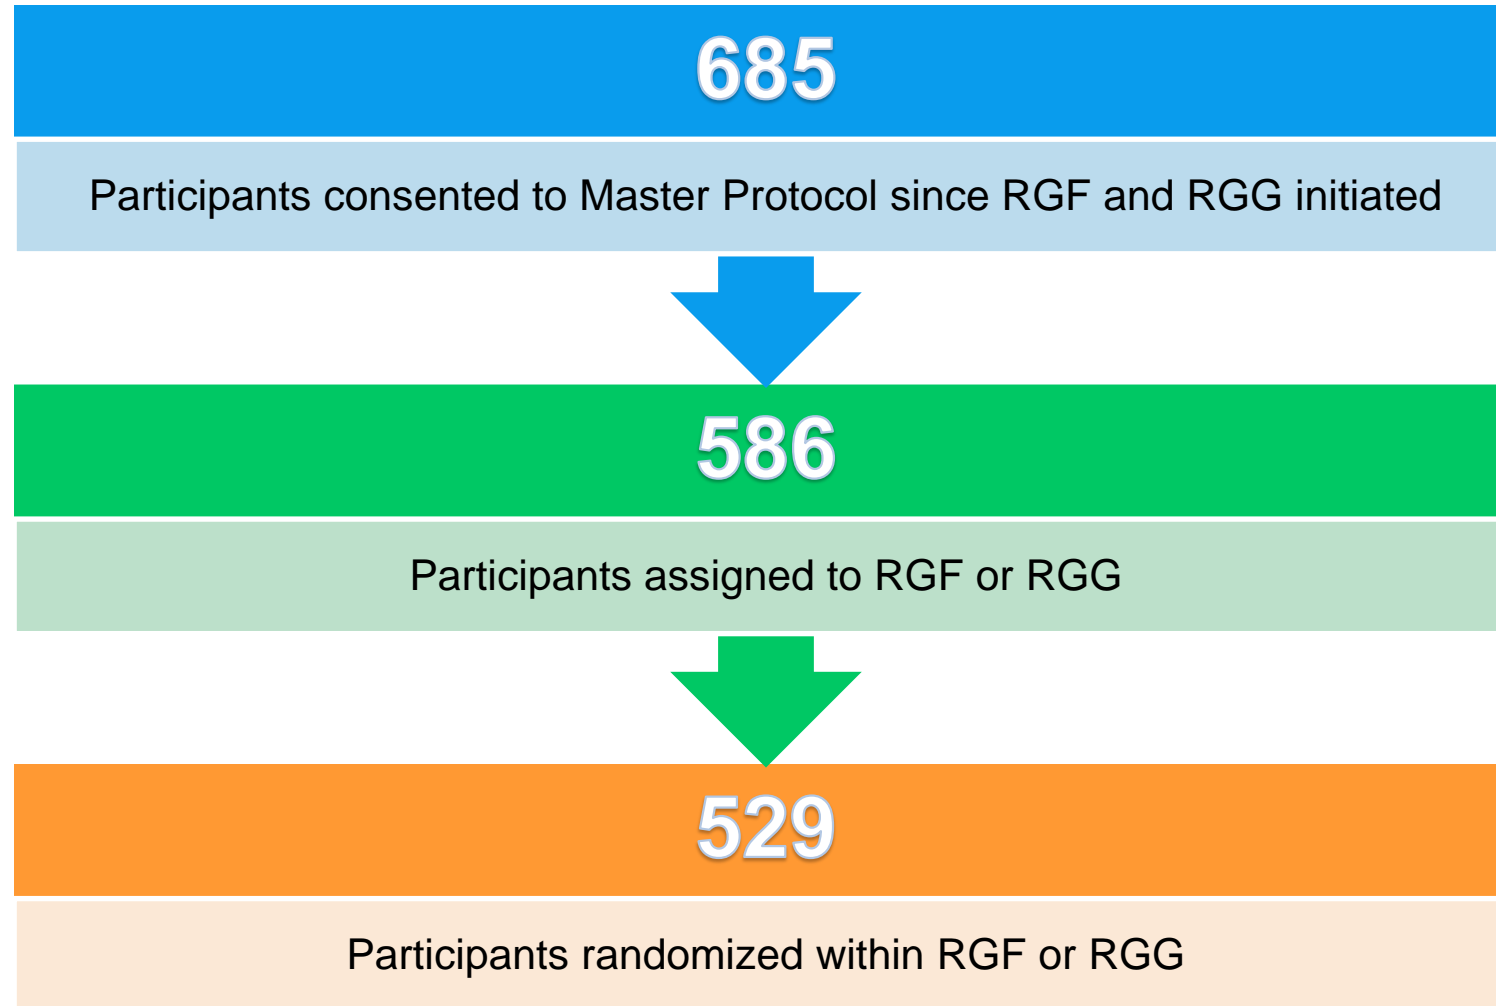 685
Participants consented to Master Protocol since RGF and RGG initiated
586
Participants assigned to RGF or RGG
529
Participants randomized within RGF or RGG